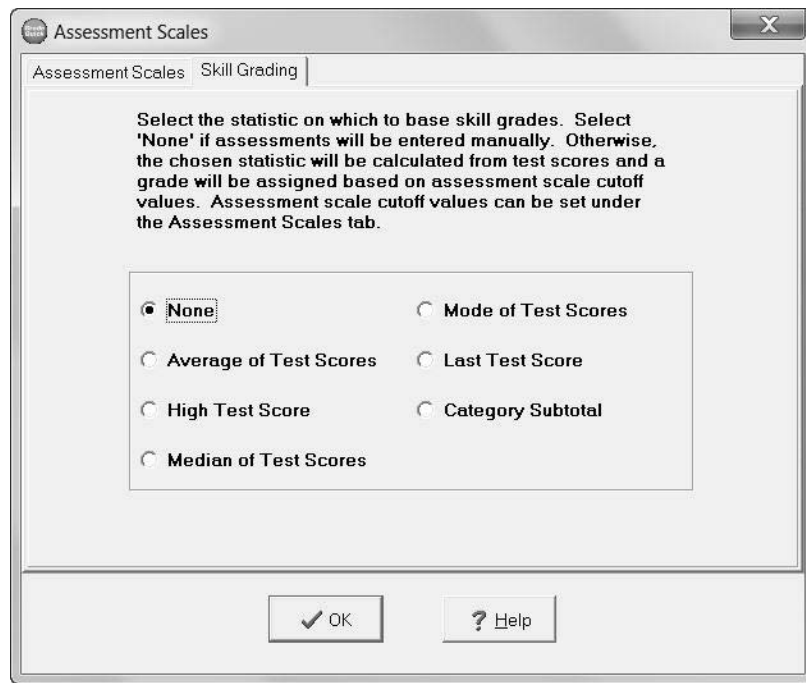 Grade
Quick
Assessment Scales
X
Assessment Scales
Skill Grading
Select the statistic on which to base skill grades. Select
'None' if assessments will be entered manually. Otherwise,
the chosen statistic will be calculated from test scores and a
grade will be assigned based on assessment scale cutoff
values. Assessment scale cutoff values can be set under
the Assessment Scales tab.
None
Mode of Test Scores
Average of Test Scores
Last Test Score
High Test Score
Category Subtotal
Median of Test Scores
OK
? Help